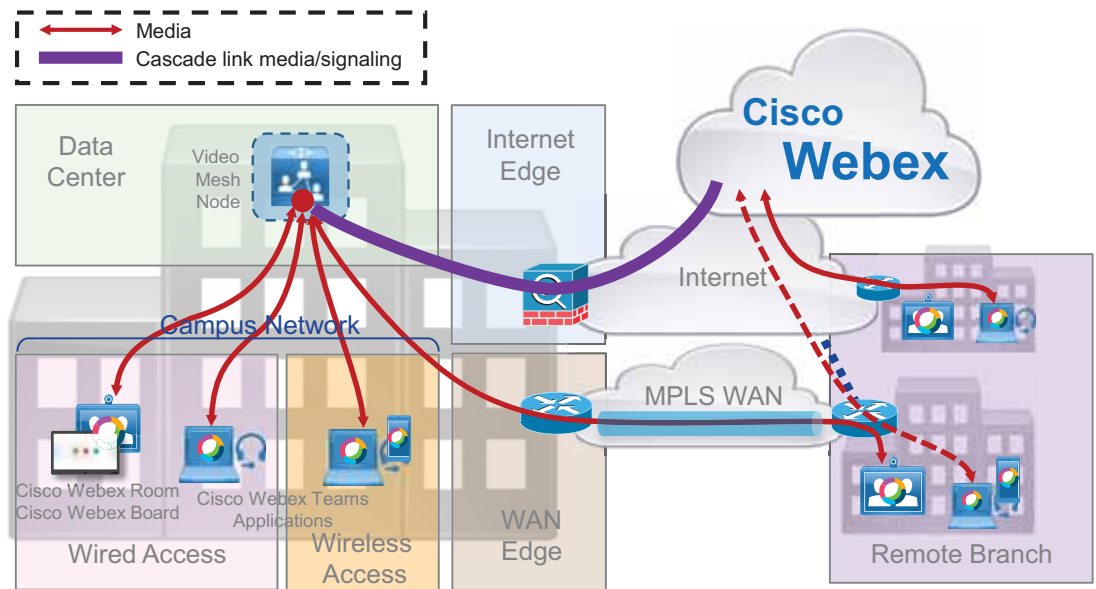 Media
Cascade link media/signaling
Data
Center
Video
Mesh
Node
Internet
Edge
Cisco
Webex
Internet
Campus Network
MPLS WAN
Cisco Webex Room
Cisco Webex Board
Cisco Webex Teams
Applications
Wired Access
Wireless
Access
WAN
Edge
Remote Branch